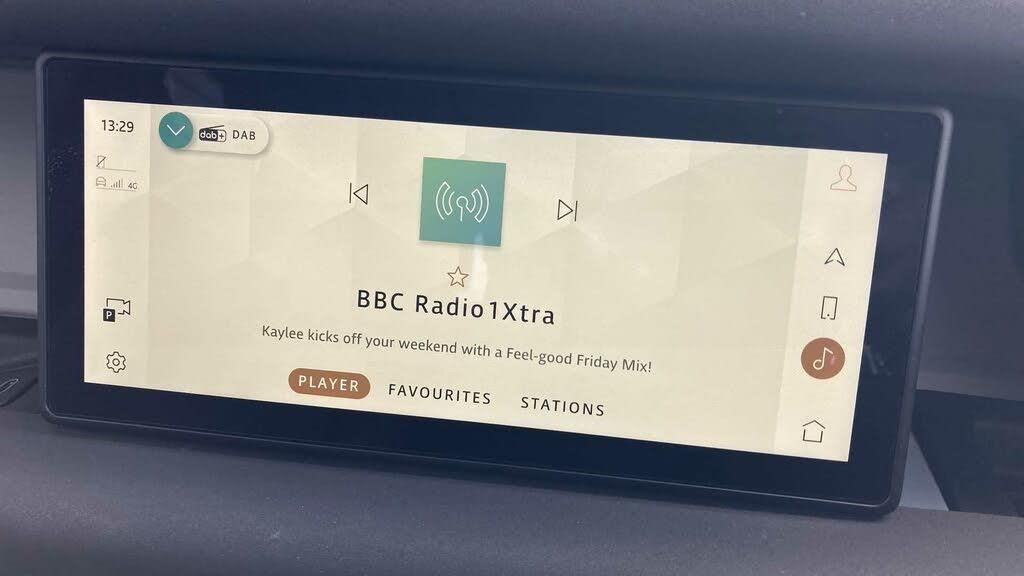 13:29
dab+ DAB
4G
P
BBC Radio1Xtra
Kaylee kicks off your weekend with a Feel-good Friday Mix!
PLAYER FAVOURITES STATIONS